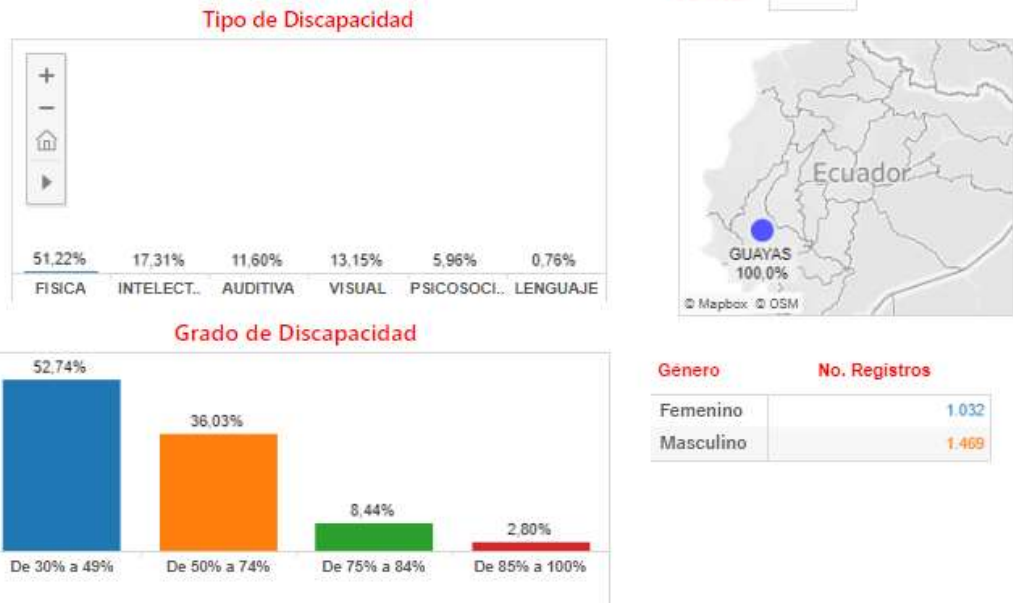 Tipo de Discapacidad
51,22% 17,31% 11,60% 13,15% 5,96% 0,76%
FISICA INTELECT.. AUDITIVA VISUAL PSICOSOCI.. LENGUAJE
Ecuador
GUAYAS
100.0%
© Mapbox © OSM
Grado de Discapacidad
52,74%
36,03%
8,44%
2,80%
De 30% a 49% De 50% a 74% De 75% a 84% De 85% a 100%
Género No. Registros
Femenino 1.032
Masculino 1.469